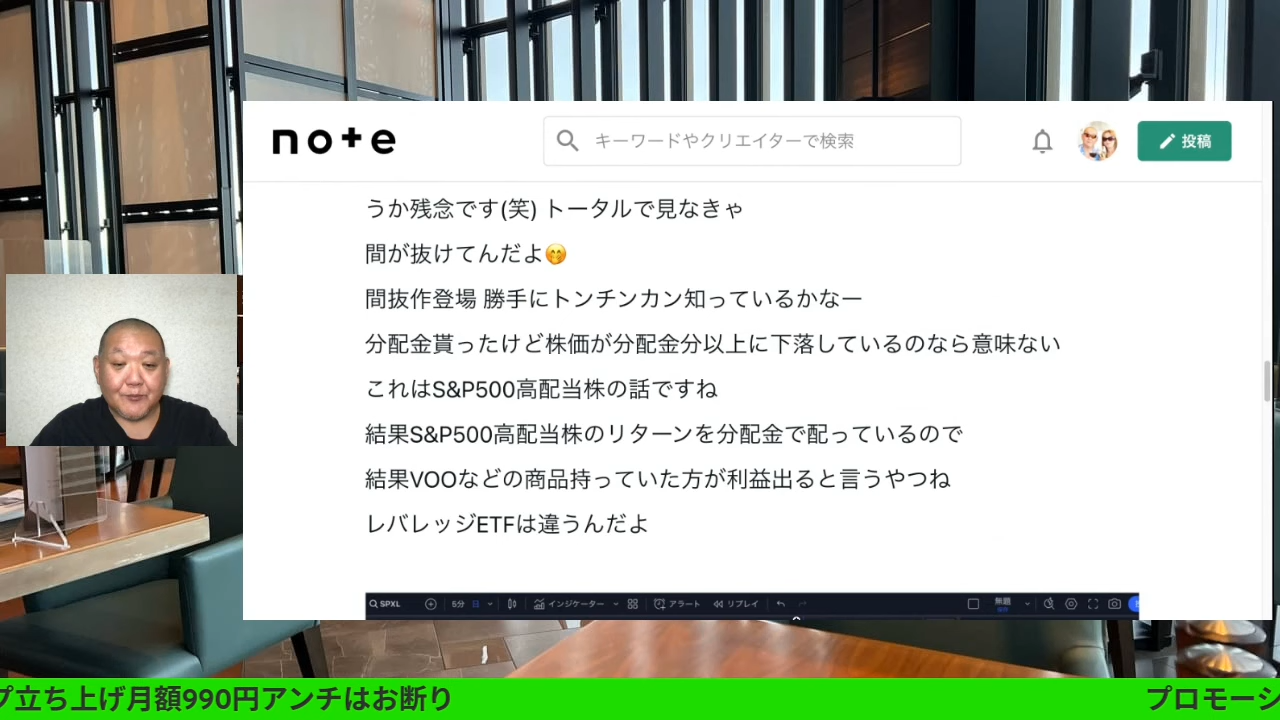 note
キーワードやクリエイターで検索
投稿
うか残念です(笑) トータルで見なきゃ
間が抜けてんだよ🤭
間抜作登場 勝手にトンチンカン知っているかなー
分配金貰ったけど株価が分配金分以上に下落しているのなら意味ない
これはS&P500高配当株の話ですね
結果S&P500高配当株のリターンを分配金で配っているので
結果VOOなどの商品持っていた方が利益出ると言うやつね
レバレッジETFは違うんだよ
SPXL 5分 日 インジケーター アラート リプレイ 無題
プ立ち上げ月額990円アンチはお断り プロモーシ